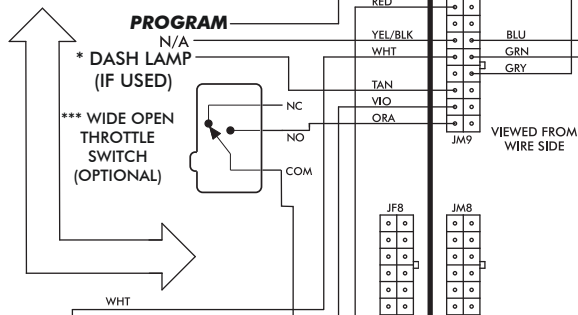 RED
PROGRAM
N/A
YEL/BLK
BLU
* DASH LAMP
(IF USED)
WHT
GRN
GRY
TAN
NC
VIO
*** WIDE OPEN
THROTTLE
SWITCH
(OPTIONAL)
ORA
NO
JM9
VIEWED FROM
WIRE SIDE
COM
JF8
JM8
WHT